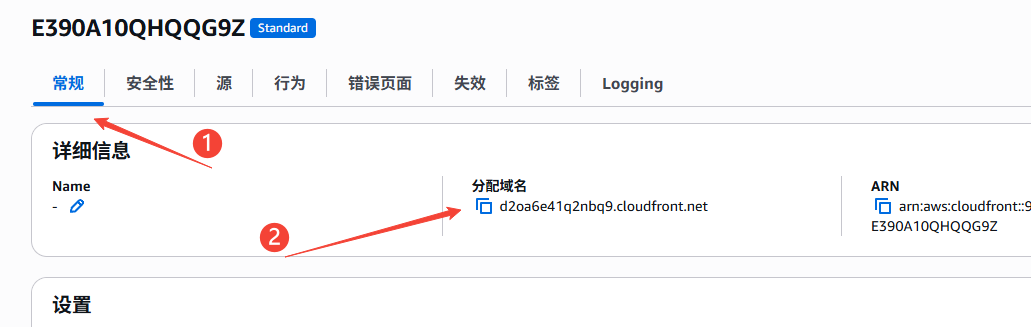 E390A10QHQQG9Z Standard
常规 安全性 源 行为 错误页面 失效 标签 Logging
1
详细信息
Name 分配域名 ARN
- d2oa6e41q2nbq9.cloudfront.net arn:aws:cloudfront::9
E390A10QHQQG9Z
2
设置